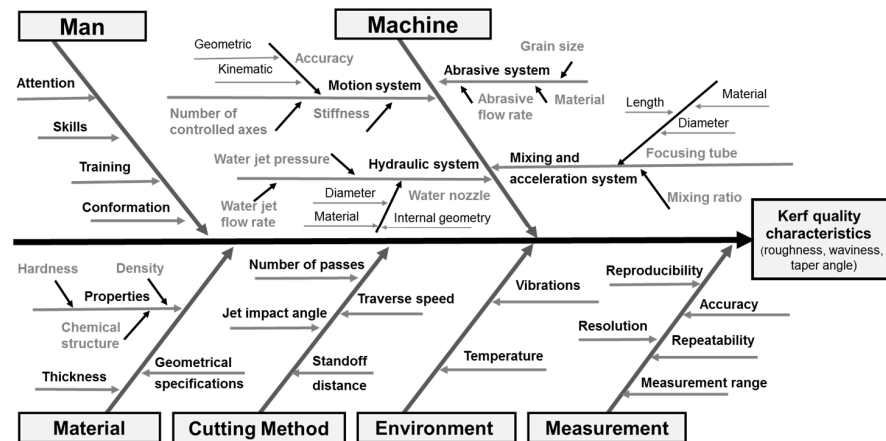 Man
Machine
Attention
Skills
Training
Conformation
Geometric
Kinematic
Accuracy
Motion system
Number of
controlled axes
Stiffness
Grain size
Abrasive system
Abrasive
flow rate
Material
Length
Material
Diameter
Focusing tube
Mixing and
acceleration system
Mixing ratio
Water jet pressure
Hydraulic system
Water jet
flow rate
Diameter
Material
Water nozzle
Internal geometry
Kerf quality
characteristics
(roughness, waviness,
taper angle)
Hardness
Density
Properties
Chemical
structure
Thickness
Geometrical
specifications
Number of passes
Traverse speed
Jet impact angle
Standoff
distance
Vibrations
Temperature
Reproducibility
Accuracy
Resolution
Repeatability
Measurement range
Material
Cutting Method
Environment
Measurement